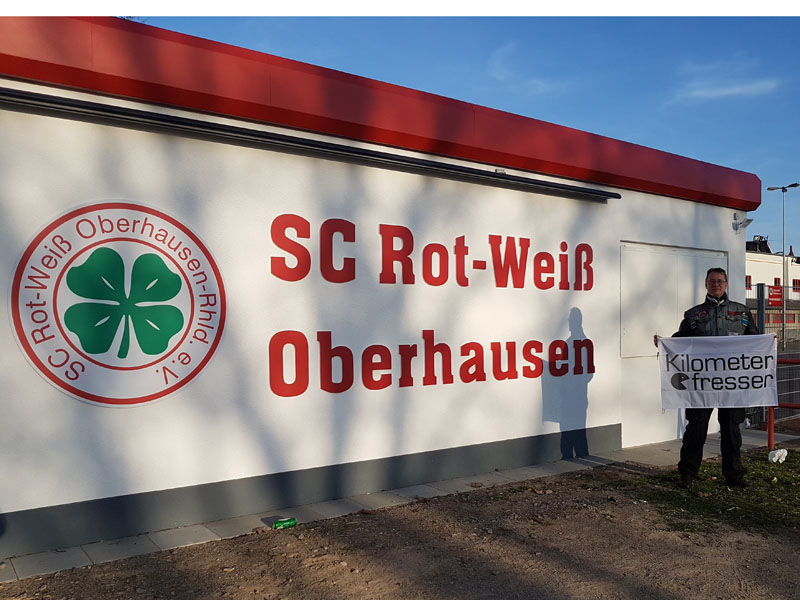 SC Rot-Weiß Oberhausen-Rhld. e.V.
SC Rot-Weiß
Oberhausen
Kilometer
fresser